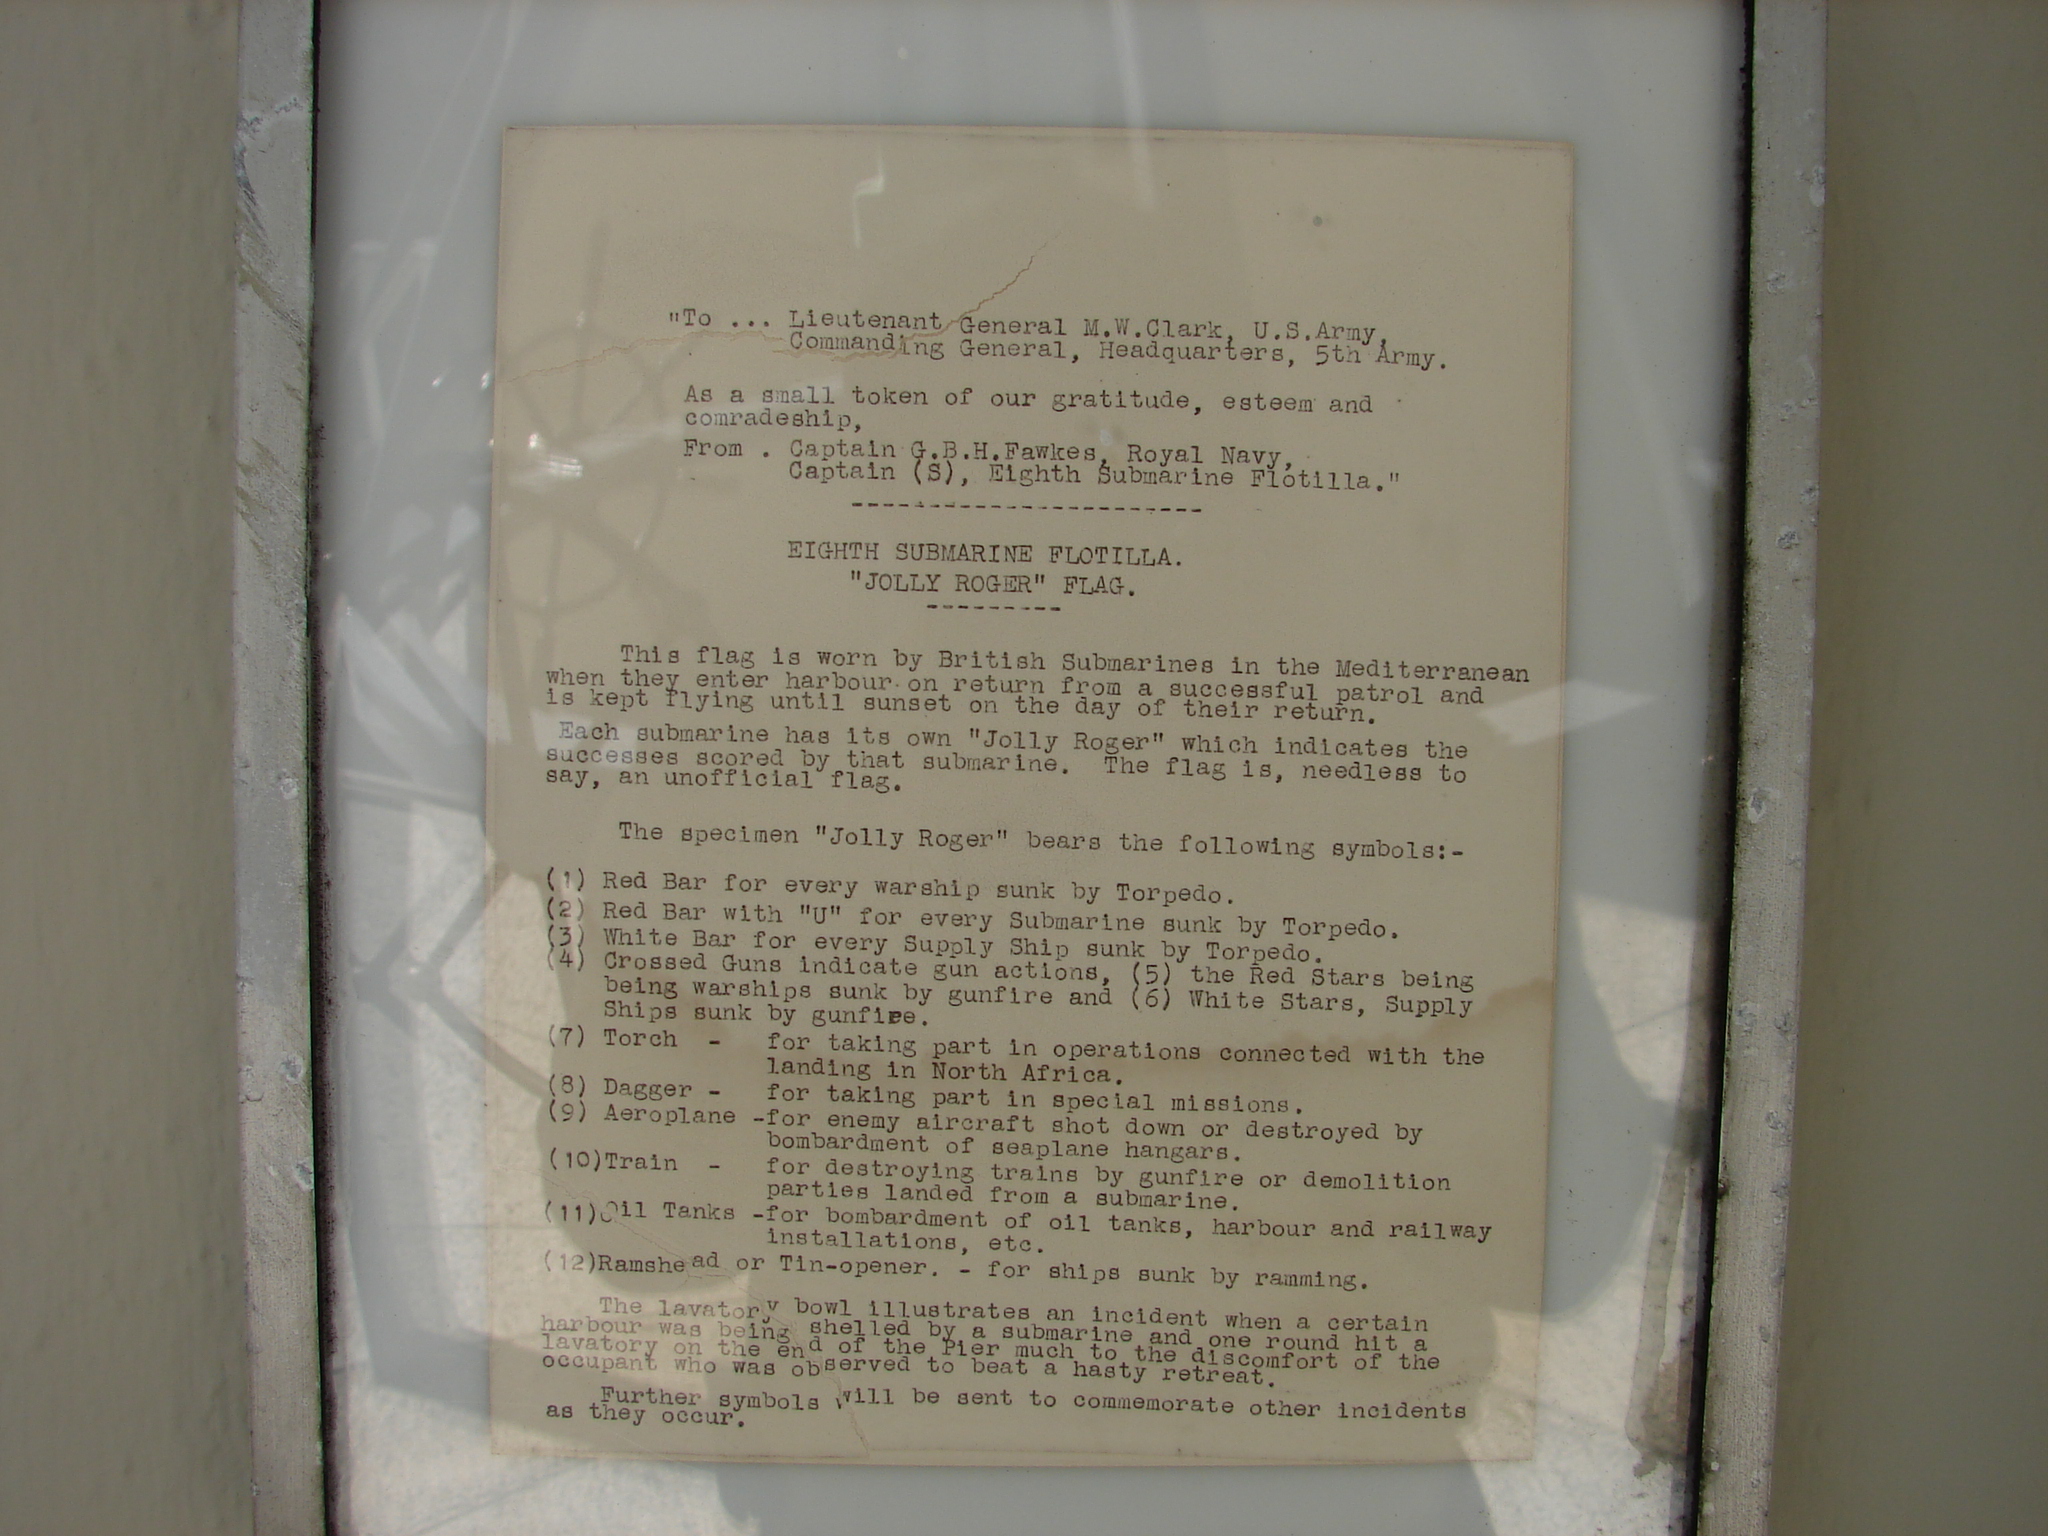 "To ... Lieutenant General M.W.Clark, U.S.Army,
Commanding General, Headquarters, 5th Army.
As a small token of our gratitude, esteem and
comradeship,
From . Captain G.B.H.Fawkes, Royal Navy,
Captain (S), Eighth Submarine Flotilla."
-----------------------
EIGHTH SUBMARINE FLOTILLA.
"JOLLY ROGER" FLAG.
---------
This flag is worn by British Submarines in the Mediterranean
when they enter harbour on return from a successful patrol and
is kept flying until sunset on the day of their return.
Each submarine has its own "Jolly Roger" which indicates the
successes scored by that submarine. The flag is, needless to
say, an unofficial flag.
The specimen "Jolly Roger" bears the following symbols:-
(1) Red Bar for every warship sunk by Torpedo.
(2) Red Bar with "U" for every Submarine sunk by Torpedo.
(3) White Bar for every Supply Ship sunk by Torpedo.
(4) Crossed Guns indicate gun actions, (5) the Red Stars being
being warships sunk by gunfire and (6) White Stars, Supply
Ships sunk by gunfire.
(7) Torch - for taking part in operations connected with the
landing in North Africa.
(8) Dagger - for taking part in special missions.
(9) Aeroplane -for enemy aircraft shot down or destroyed by
bombardment of seaplane hangars.
(10)Train - for destroying trains by gunfire or demolition
parties landed from a submarine.
(11)Oil Tanks -for bombardment of oil tanks, harbour and railway
installations, etc.
(12)Ramshead or Tin-opener. - for ships sunk by ramming.
The lavatory bowl illustrates an incident when a certain
harbour was being shelled by a submarine and one round hit a
lavatory on the end of the Pier much to the discomfort of the
occupant who was observed to beat a hasty retreat.
Further symbols will be sent to commemorate other incidents
as they occur.